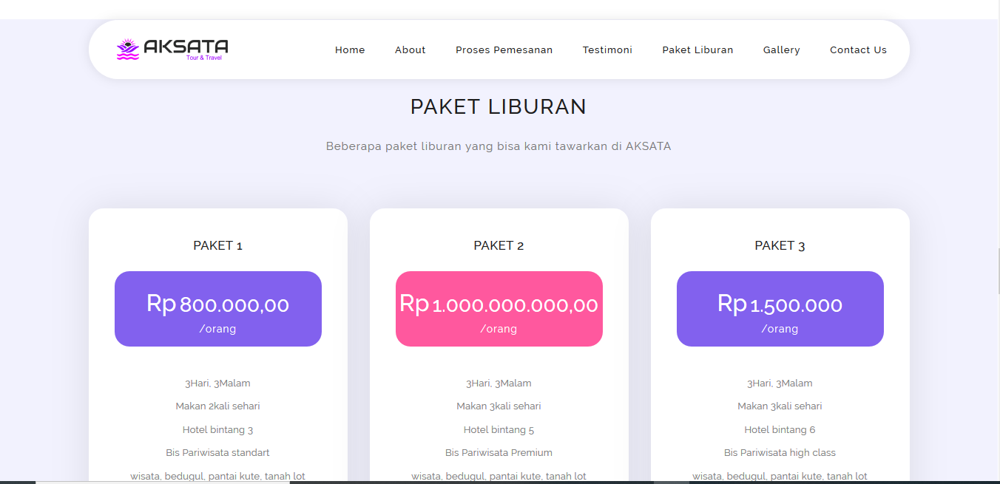 AKSATA
Tour & Travel
Home About Proses Pemesanan Testimoni Paket Liburan Gallery Contact Us
PAKET LIBURAN
Beberapa paket liburan yang bisa kami tawarkan di AKSATA
PAKET 1
Rp 800.000,00
/orang
3Hari, 3Malam
Makan 2kali sehari
Hotel bintang 3
Bis Pariwisata standart
wisata, bedugul, pantai kute, tanah lot
PAKET 2
Rp 1.000.000.000,00
/orang
3Hari, 3Malam
Makan 3kali sehari
Hotel bintang 5
Bis Pariwisata Premium
wisata, bedugul, pantai kute, tanah lot
PAKET 3
Rp 1.500.000
/orang
3Hari, 3Malam
Makan 3kali sehari
Hotel bintang 6
Bis Pariwisata high class
wisata, bedugul, pantai kute, tanah lot